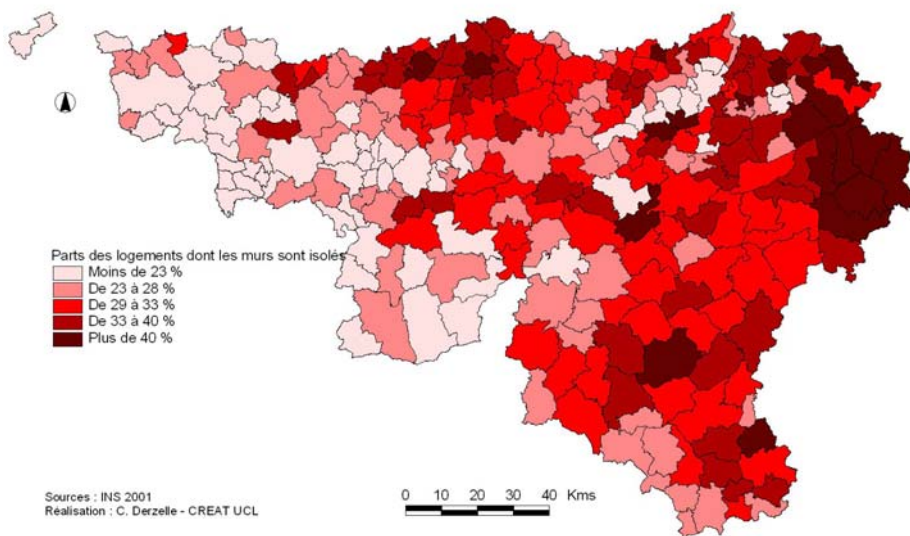 Parts des logements dont les murs sont isolés
Moins de 23 %
De 23 à 28 %
De 29 à 33 %
De 33 à 40 %
Plus de 40 %
Sources : INS 2001
Réalisation : C. Derzelle - CREAT UCL
0 10 20 30 40 Kms